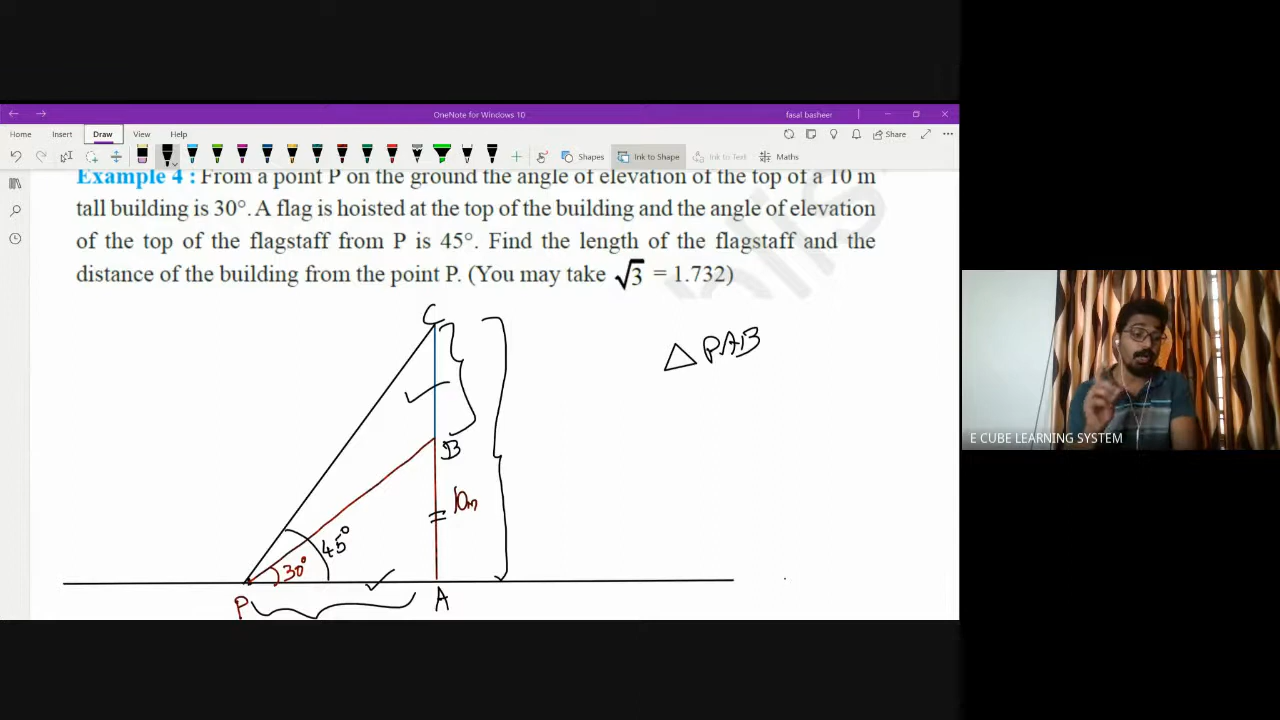 OneNote for Windows 10
fasal basheer
Home Insert Draw View Help
Share
Shapes Ink to Shape Ink to Text Maths
Example 4 : From a point P on the ground the angle of elevation of the top of a 10 m
tall building is 30°. A flag is hoisted at the top of the building and the angle of elevation
of the top of the flagstaff from P is 45°. Find the length of the flagstaff and the
distance of the building from the point P. (You may take √3 = 1.732)
C
△ PAB
B
10m
45°
30°
P
A
E CUBE LEARNING SYSTEM